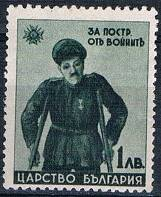 ЗА ПОСТР.
ОТЪ ВОЙНИТѢ
1 ЛВ.
ЦАРСТВО БЪЛГАРИЯ